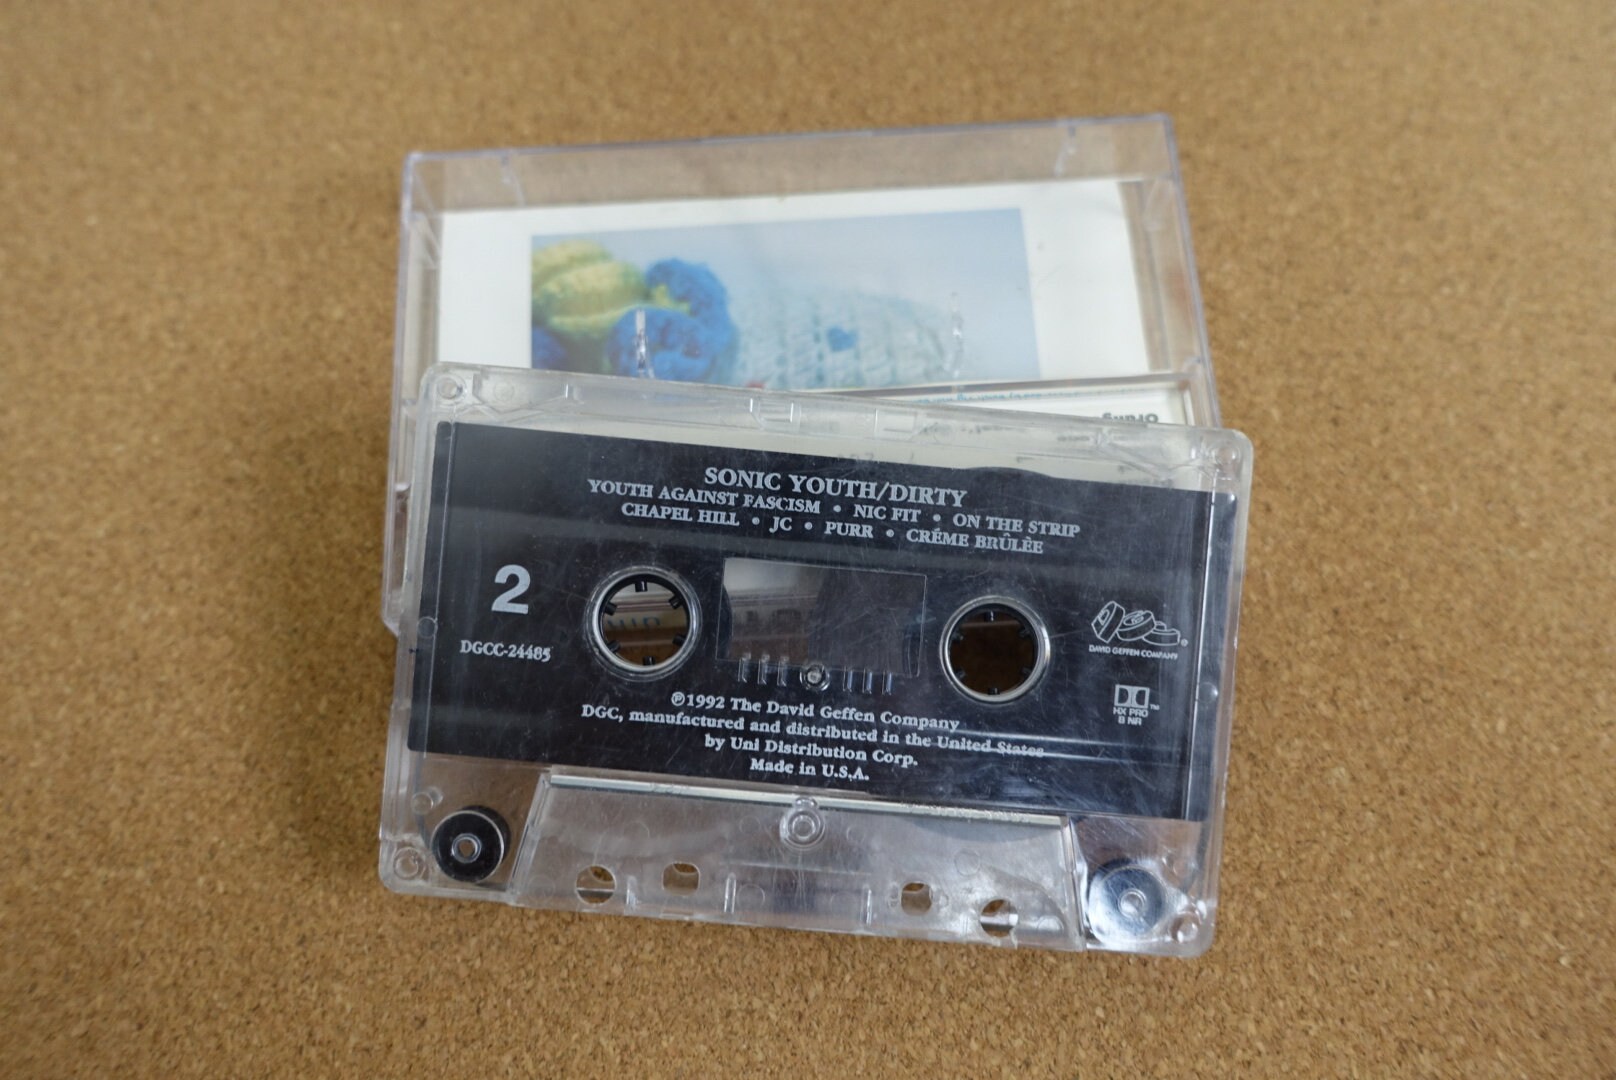 SONIC YOUTH/DIRTY
YOUTH AGAINST FASCISM • NIC FIT • ON THE STRIP
CHAPEL HILL • JC • PURR • CRÉME BRÛLÈE
2
DGCC-24485
DAVID GEFFEN COMPANY
HX PRO
B NR
℗1992 The David Geffen Company
DGC, manufactured and distributed in the United States
by Uni Distribution Corp.
Made in U.S.A.